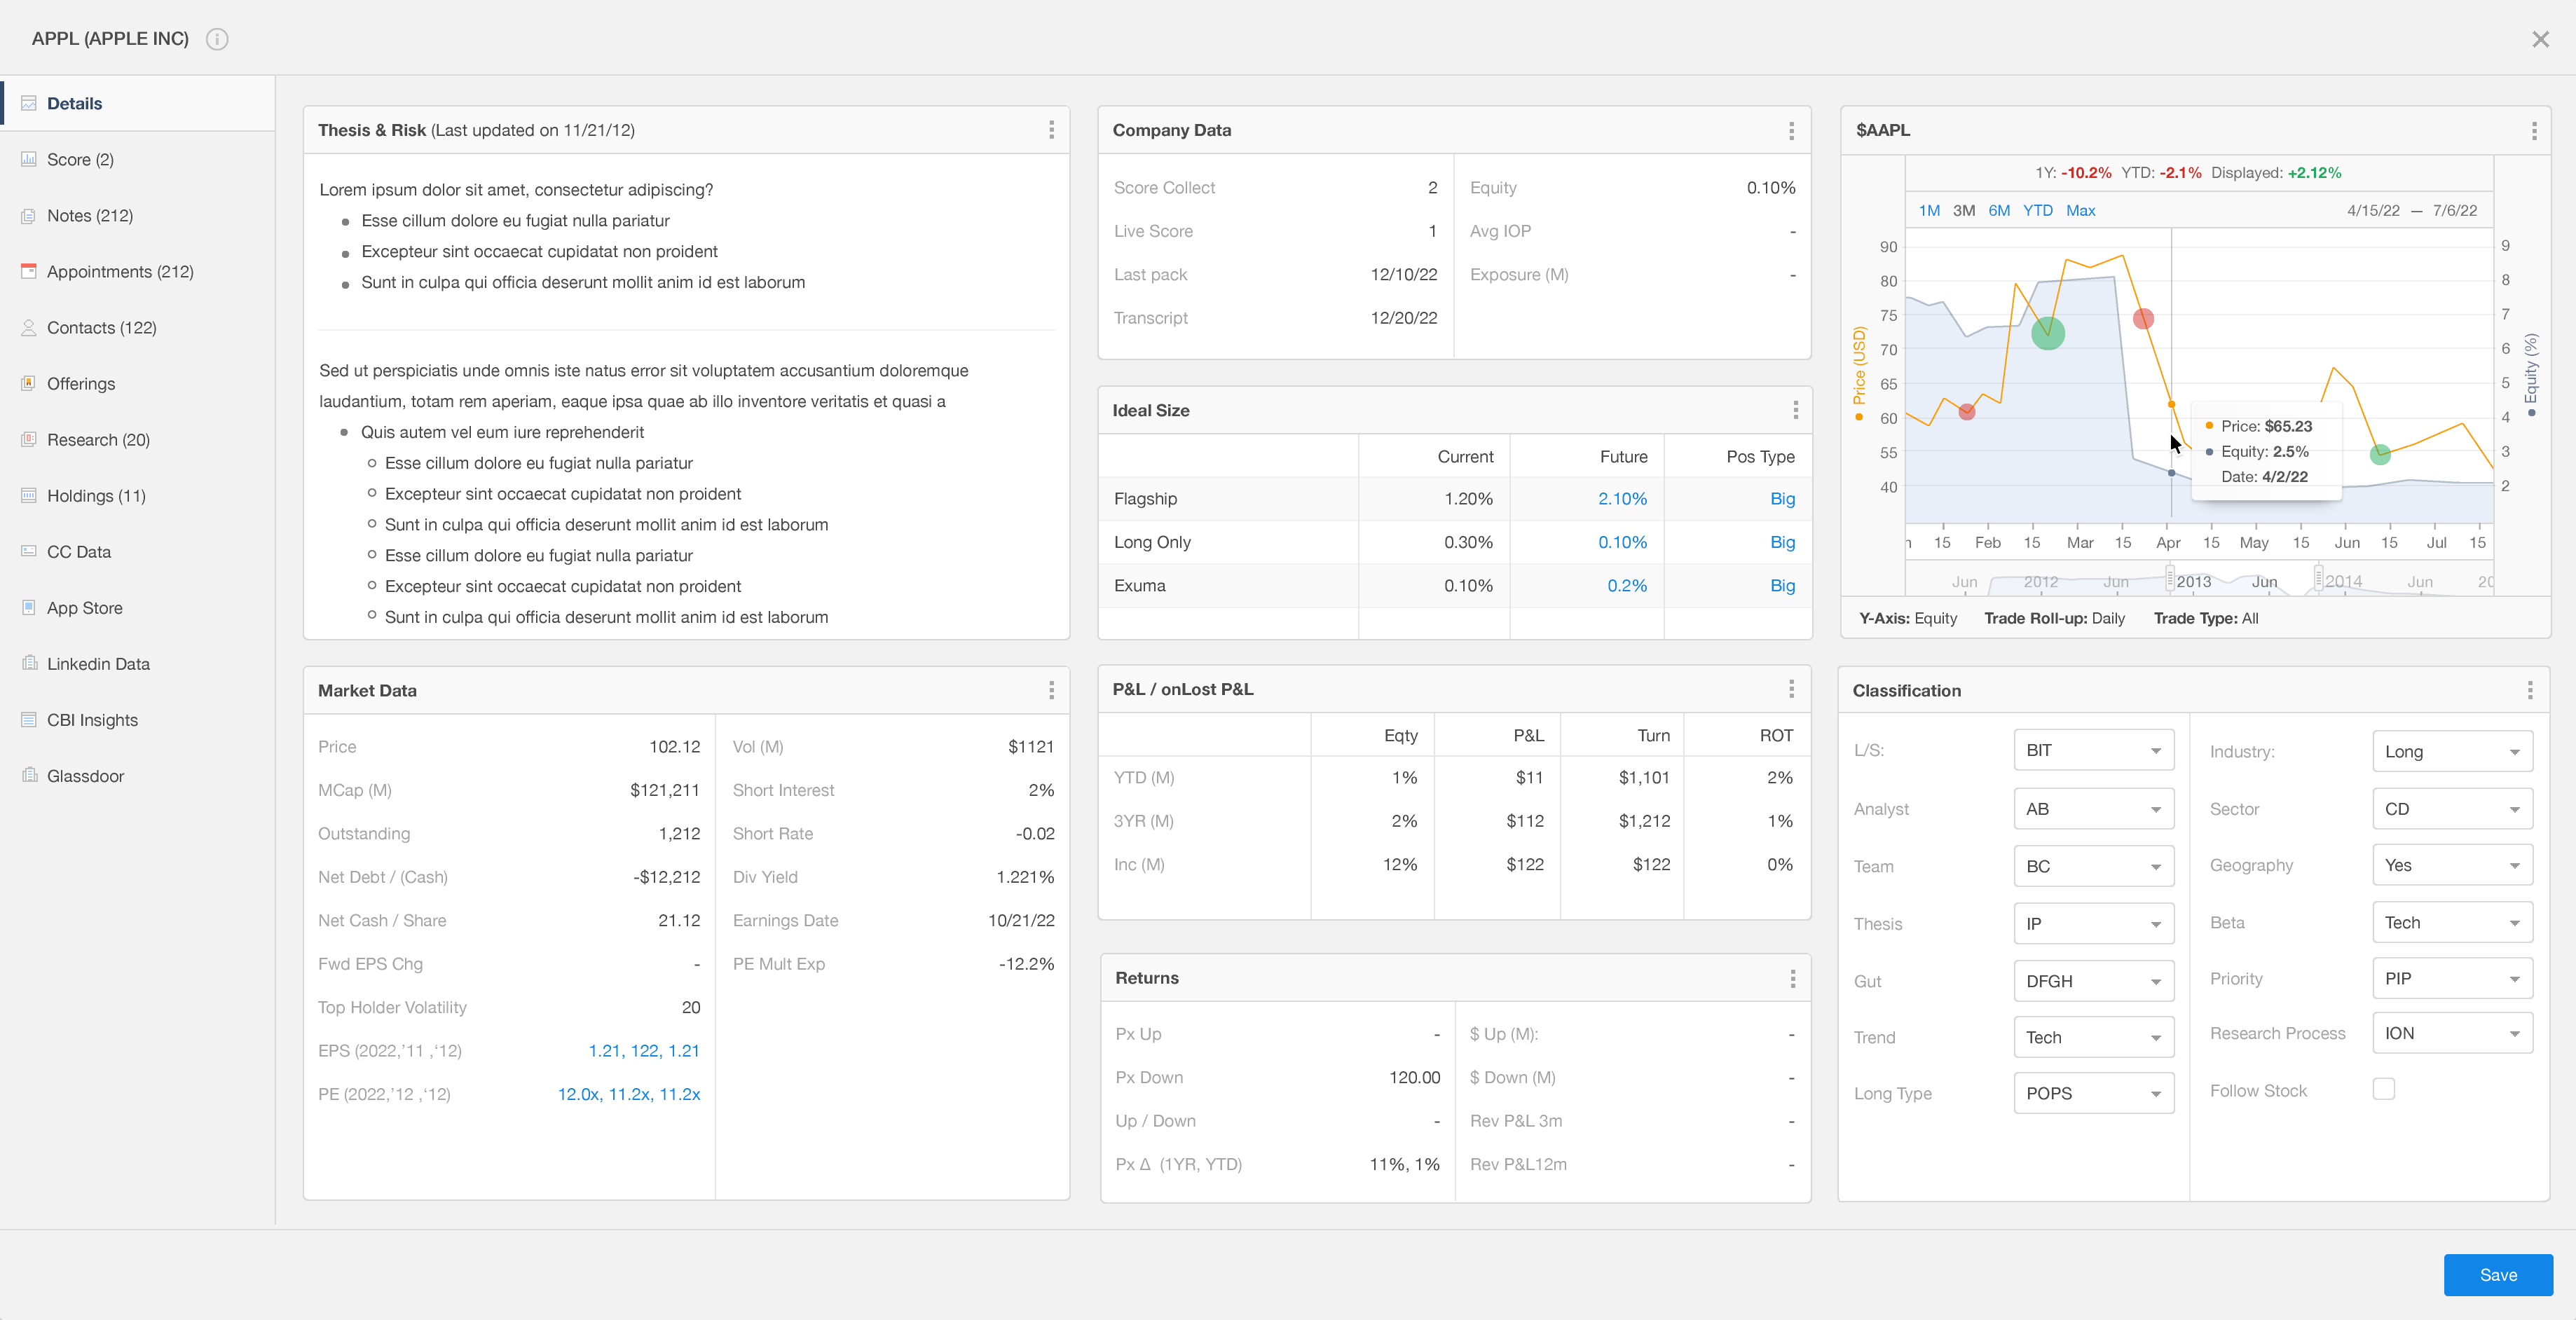 APPL (APPLE INC)
Details
Score (2)
Notes (212)
Appointments (212)
Contacts (122)
Offerings
Research (20)
Holdings (11)
CC Data
App Store
Linkedin Data
CBI Insights
Glassdoor
Thesis & Risk (Last updated on 11/21/12)
Lorem ipsum dolor sit amet, consectetur adipiscing?
Esse cillum dolore eu fugiat nulla pariatur
Excepteur sint occaecat cupidatat non proident
Sunt in culpa qui officia deserunt mollit anim id est laborum
Sed ut perspiciatis unde omnis iste natus error sit voluptatem accusantium doloremque
laudantium, totam rem aperiam, eaque ipsa quae ab illo inventore veritatis et quasi a
Quis autem vel eum iure reprehenderit
Esse cillum dolore eu fugiat nulla pariatur
Excepteur sint occaecat cupidatat non proident
Sunt in culpa qui officia deserunt mollit anim id est laborum
Esse cillum dolore eu fugiat nulla pariatur
Excepteur sint occaecat cupidatat non proident
Sunt in culpa qui officia deserunt mollit anim id est laborum
Company Data
Score Collect 2 Equity 0.10%
Live Score 1 Avg IOP -
Last pack 12/10/22 Exposure (M) -
Transcript 12/20/22
Ideal Size
Current Future Pos Type
Flagship 1.20% 2.10% Big
Long Only 0.30% 0.10% Big
Exuma 0.10% 0.2% Big
$AAPL
1Y: -10.2% YTD: -2.1% Displayed: +2.12%
1M 3M 6M YTD Max 4/15/22 — 7/6/22
90 9
80 8
75 7
70 6
65 5
60 4
55 3
40 2
Price (USD)
Equity (%)
Price: $65.23
Equity: 2.5%
Date: 4/2/22
15 Feb 15 Mar 15 Apr 15 May 15 Jun 15 Jul 15
Jun 2012 Jun 2013 Jun 2014 Jun 20
Y-Axis: Equity Trade Roll-up: Daily Trade Type: All
Market Data
Price 102.12 Vol (M) $1121
MCap (M) $121,211 Short Interest 2%
Outstanding 1,212 Short Rate -0.02
Net Debt / (Cash) -$12,212 Div Yield 1.221%
Net Cash / Share 21.12 Earnings Date 10/21/22
Fwd EPS Chg - PE Mult Exp -12.2%
Top Holder Volatility 20
EPS (2022,’11 ,‘12) 1.21, 122, 1.21
PE (2022,’12 ,‘12) 12.0x, 11.2x, 11.2x
P&L / onLost P&L
Eqty P&L Turn ROT
YTD (M) 1% $11 $1,101 2%
3YR (M) 2% $112 $1,212 1%
Inc (M) 12% $122 $122 0%
Returns
Px Up - $ Up (M): -
Px Down 120.00 $ Down (M) -
Up / Down - Rev P&L 3m -
Px Δ (1YR, YTD) 11%, 1% Rev P&L12m -
Classification
L/S: BIT Industry: Long
Analyst AB Sector CD
Team BC Geography Yes
Thesis IP Beta Tech
Gut DFGH Priority PIP
Trend Tech Research Process ION
Long Type POPS Follow Stock
Save